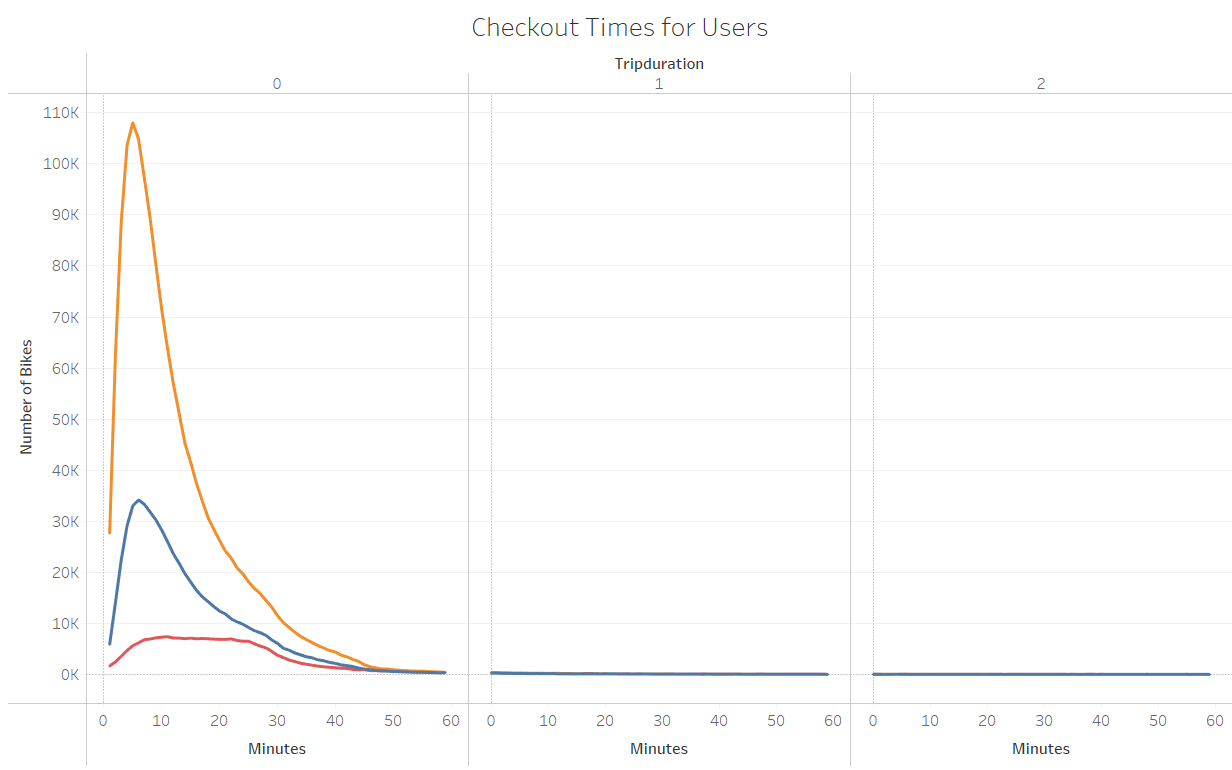 Checkout Times for Users
Tripduration
0 1 2
110K
100K
90K
80K
70K
60K
50K
40K
30K
20K
10K
0K
Number of Bikes
0 10 20 30 40 50 60 0 10 20 30 40 50 60 0 10 20 30 40 50 60
Minutes Minutes Minutes